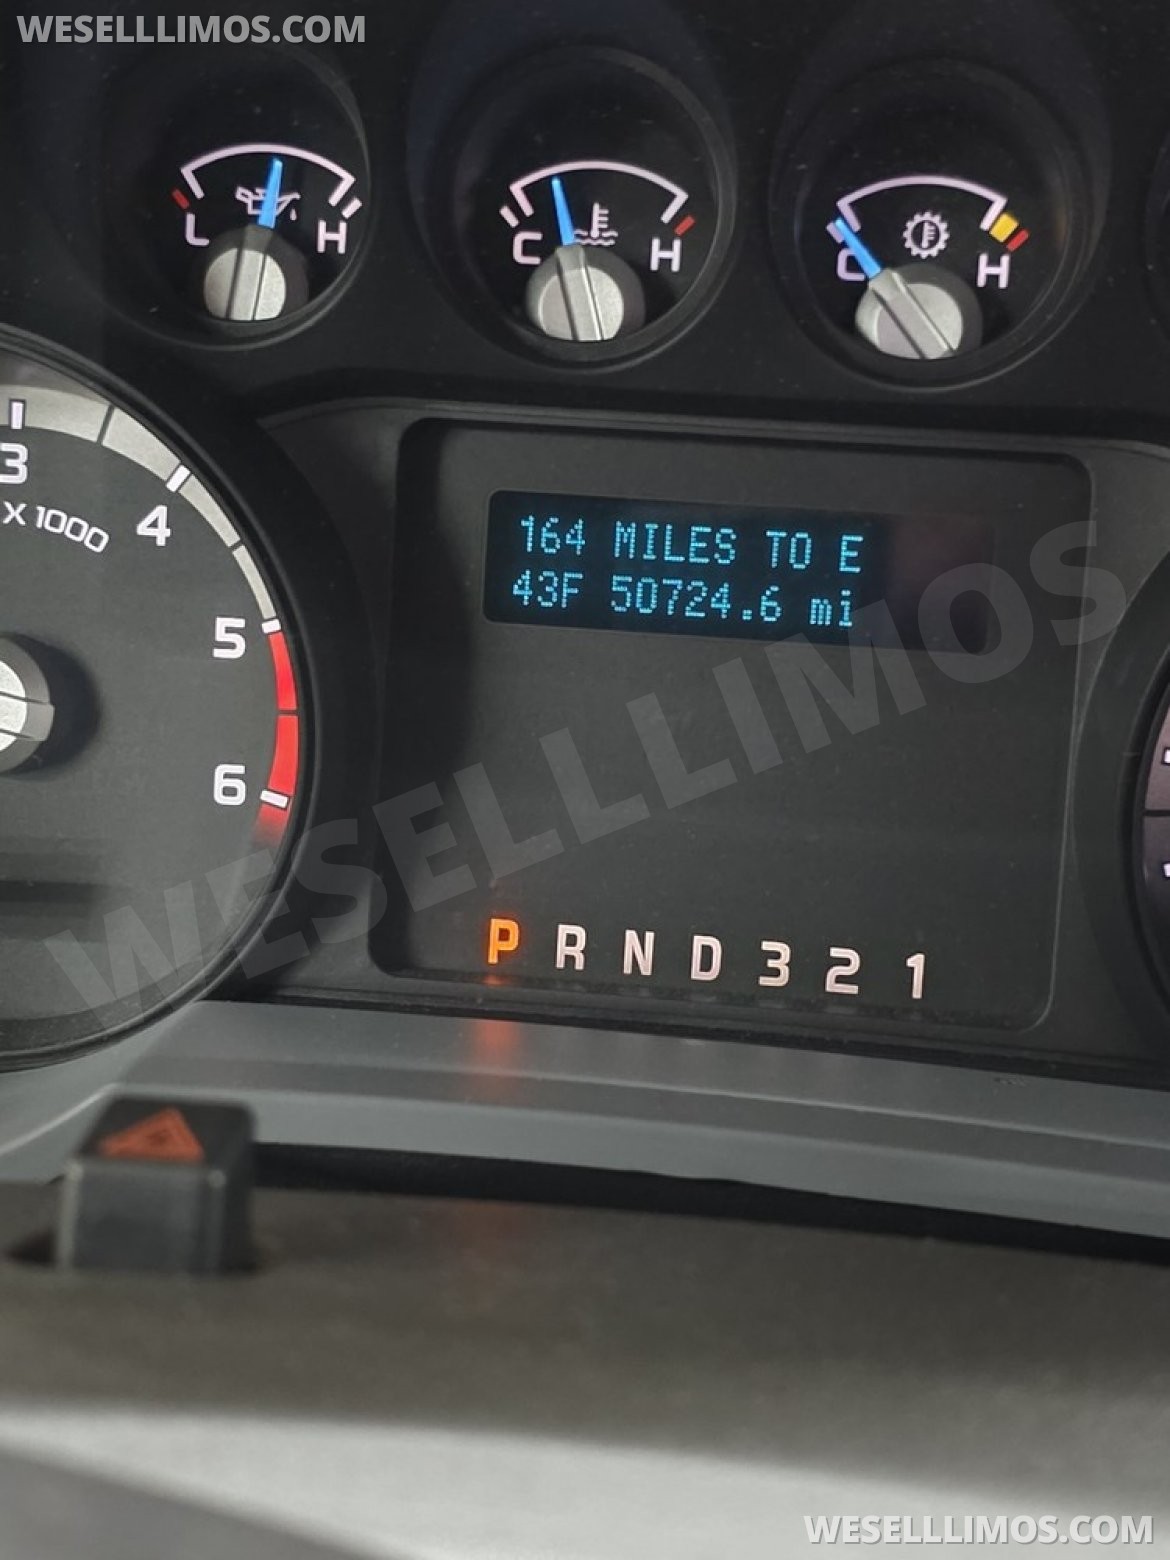 WESELLLIMOS.COM
L H
C H
C H
3
X 1000
4
5
6
164 MILES TO E
43F 50724.6 mi
WESELLLIMOS
P R N D 3 2 1
WESELLLIMOS.COM